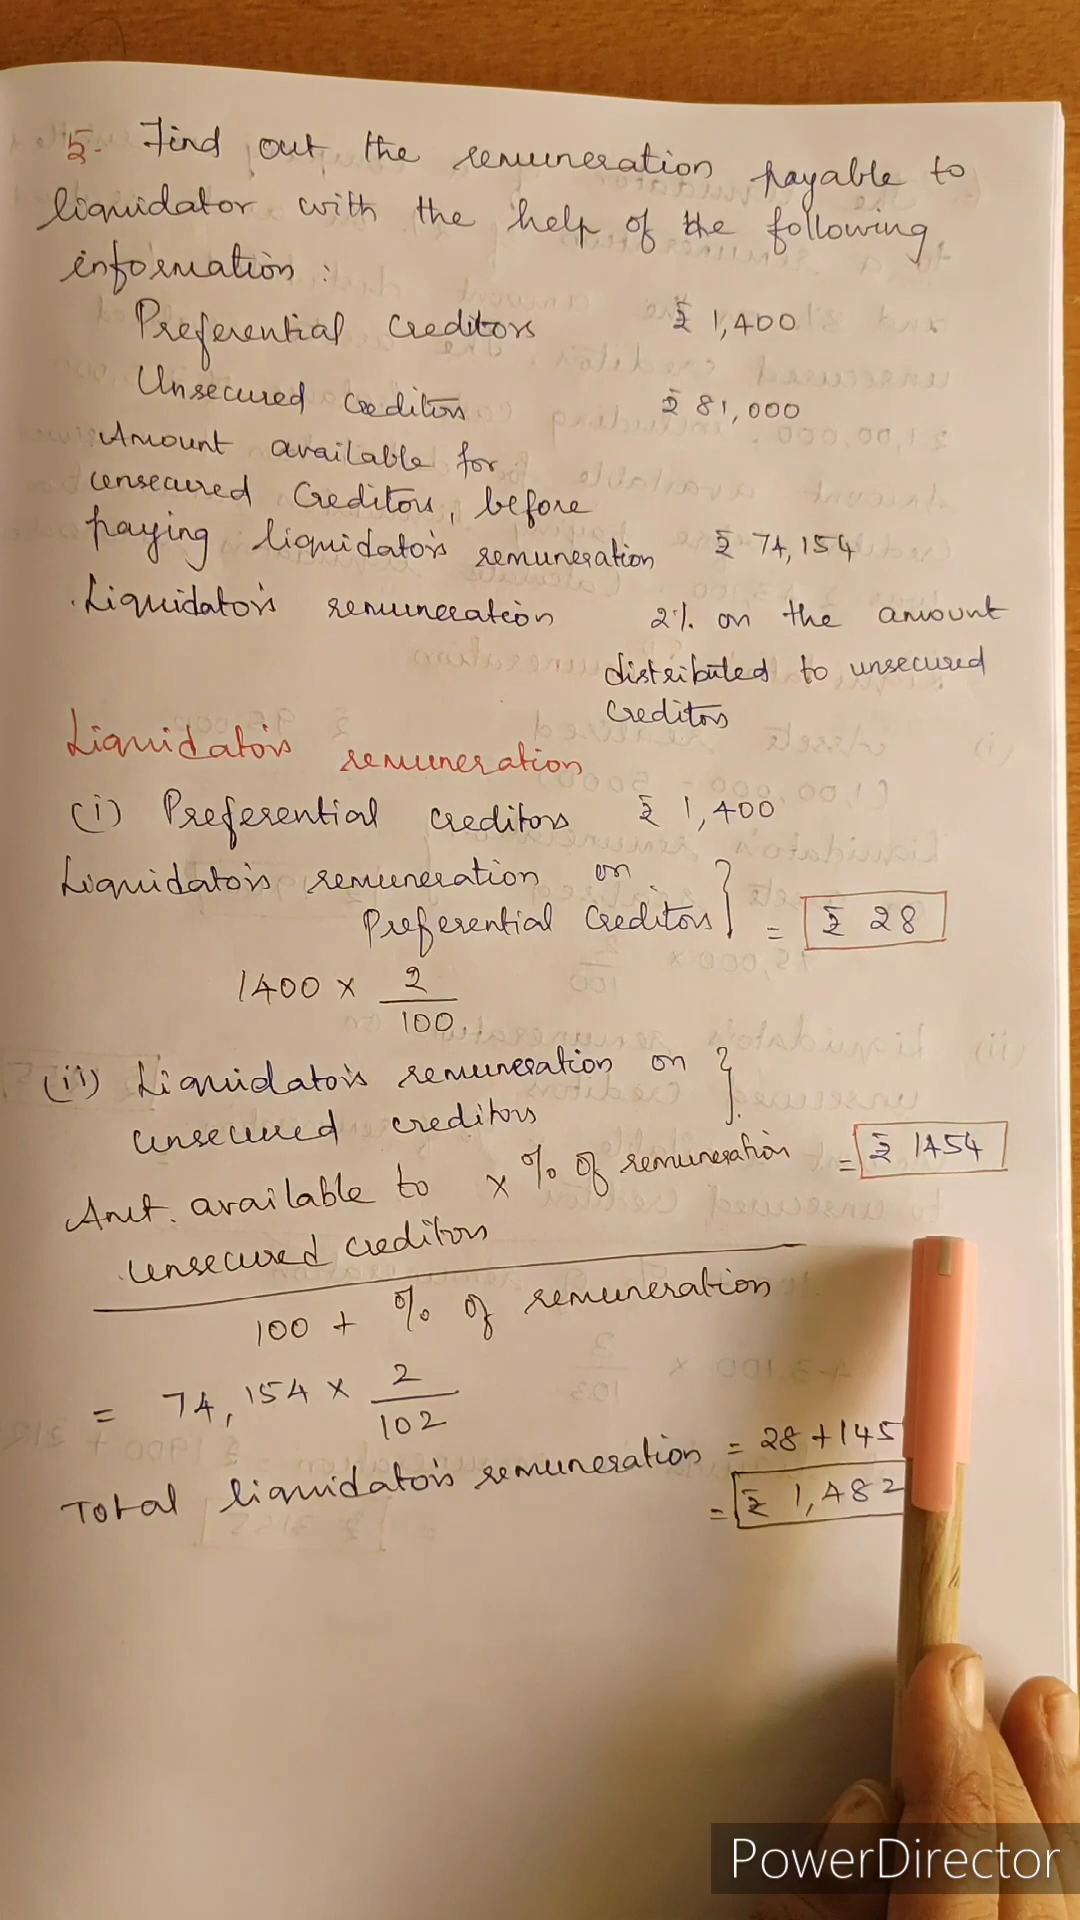 5. Find out the remuneration payable to
liquidator with the help of the following
information :
Preferential Creditors ₹ 1,400
Unsecured Creditors ₹ 81,000
Amount available for
unsecured Creditors, before
paying liquidator's remuneration ₹ 74,154
Liquidator's remuneration 2% on the amount
distributed to unsecured
Creditors
Liquidator's remuneration
(i) Preferential creditors ₹ 1,400
Liquidator's remuneration on
Preferential Creditors } = ₹ 28
1400 × 2
100
(ii) Liquidator's remuneration on }
unsecured creditors
Amt. available to × % of remuneration = ₹ 1454
unsecured creditors
100 + % of remuneration
= 74,154 × 2
102
Total liquidator's remuneration = 28 + 145
= ₹ 1,482
PowerDirector